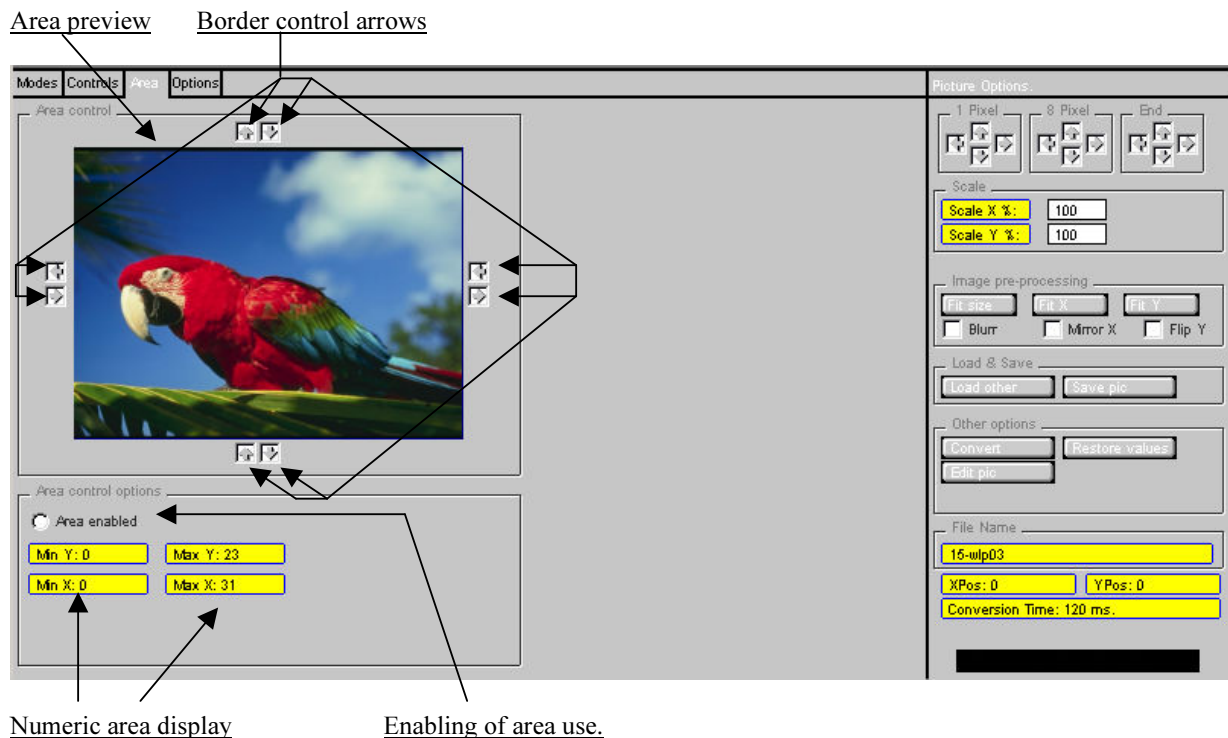 Area preview
Border control arrows
Modes Controls Area Options
Picture Options.
Area control
1 Pixel 8 Pixel End
Scale
Scale X %: 100
Scale Y %: 100
Image pre-processing
Fit size Fit X Fit Y
Blurr Mirror X Flip Y
Load & Save
Load other Save pic
Other options
Convert Restore values
Edit pic
Area control options
Area enabled
Min Y: 0 Max Y: 23
Min X: 0 Max X: 31
File Name
15-wlp03
XPos: 0 YPos: 0
Conversion Time: 120 ms.
Numeric area display
Enabling of area use.